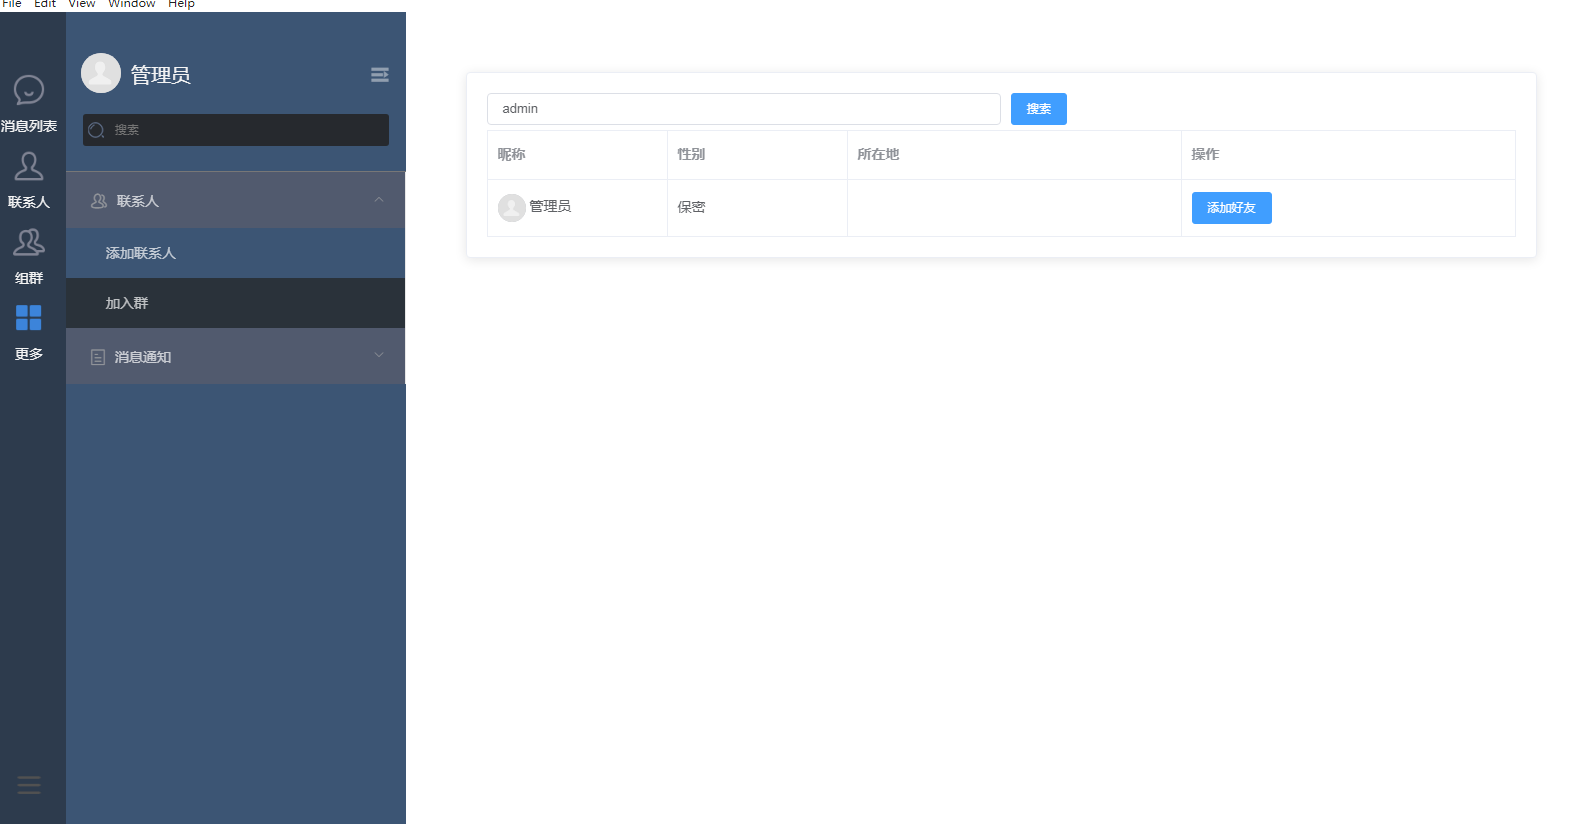 File Edit View Window Help
管理员
搜索
消息列表
联系人
组群
更多
联系人
添加联系人
加入群
消息通知
admin 搜索
昵称 性别 所在地 操作
管理员 保密 添加好友